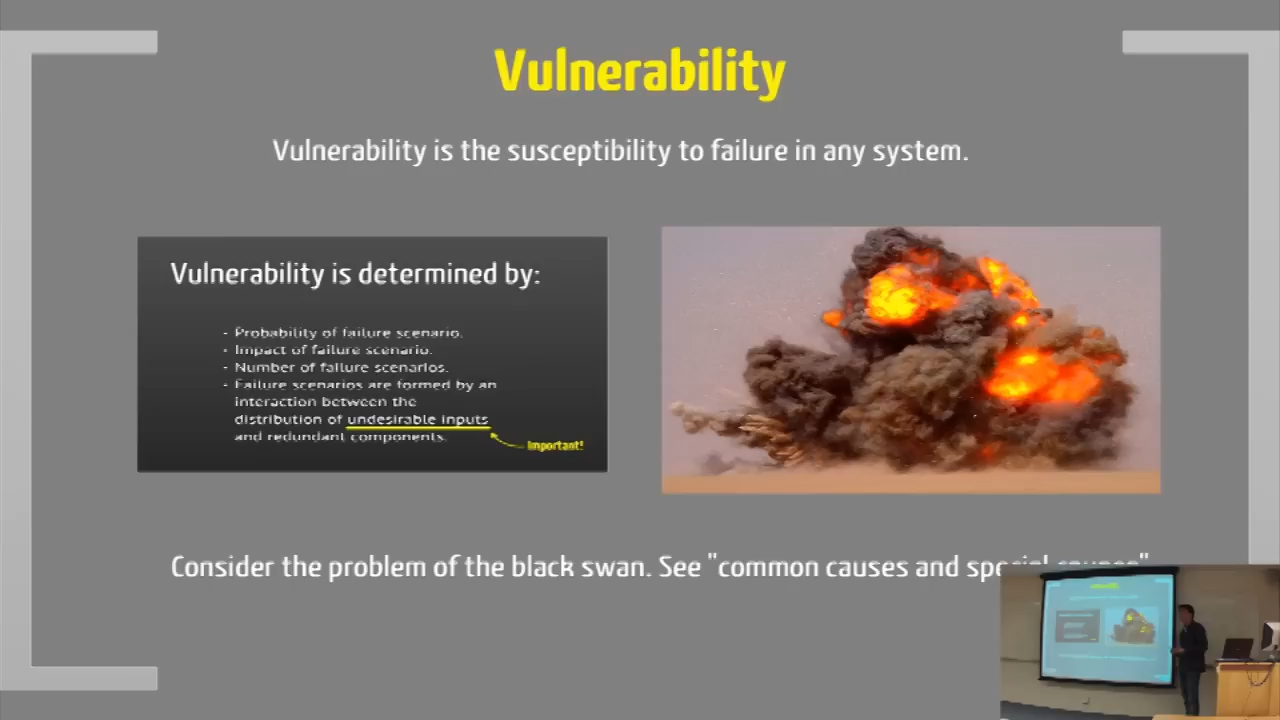 Vulnerability
Vulnerability is the susceptibility to failure in any system.
Vulnerability is determined by:
- Probability of failure scenario.
- Impact of failure scenario.
- Number of failure scenarios.
- Failure scenarios are formed by an
interaction between the
distribution of undesirable inputs
and redundant components.
Important!
Consider the problem of the black swan. See "common causes and special causes"